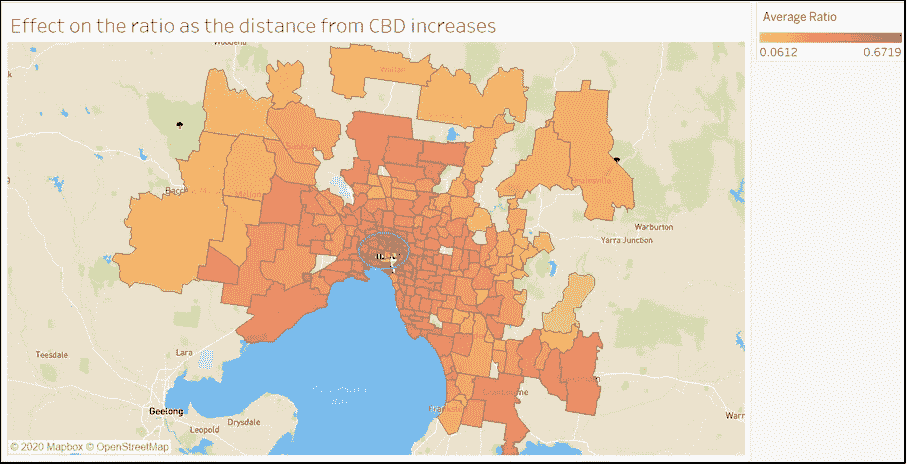 Effect on the ratio as the distance from CBD increases
Average Ratio
0.0612 0.6719
Warburton
Yarra Junction
Teesdale
Lara
Geelong
Drysdale
Leopold
Warr
© 2020 Mapbox © OpenStreetMap